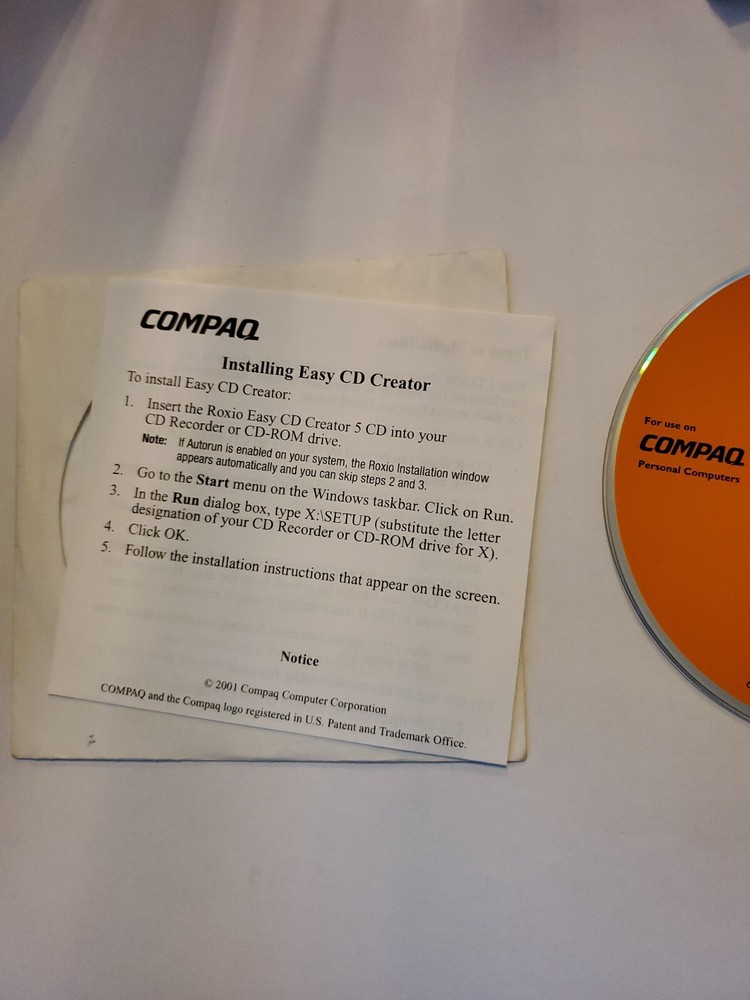 COMPAQ
Installing Easy CD Creator
To install Easy CD Creator:
1. Insert the Roxio Easy CD Creator 5 CD into your
CD Recorder or CD-ROM drive.
Note: If Autorun is enabled on your system, the Roxio Installation window
appears automatically and you can skip steps 2 and 3.
2. Go to the Start menu on the Windows taskbar. Click on Run.
3. In the Run dialog box, type X:\SETUP (substitute the letter
designation of your CD Recorder or CD-ROM drive for X).
4. Click OK.
5. Follow the installation instructions that appear on the screen.
Notice
© 2001 Compaq Computer Corporation
COMPAQ and the Compaq logo registered in U.S. Patent and Trademark Office.
For use on
COMPAQ
Personal Computers